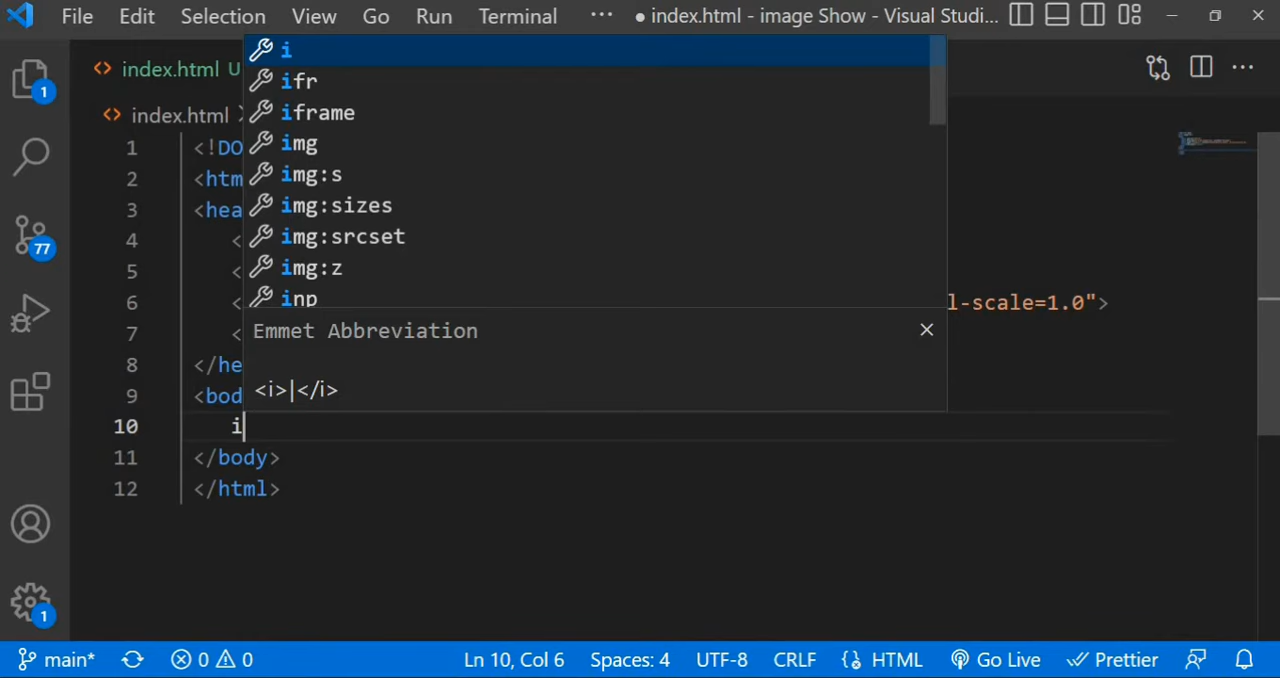 File Edit Selection View Go Run Terminal ··· ● index.html - image Show - Visual Studi...
index.html U
index.html
1 <!DO
2 <htm
3 <hea
4 <
5 <
6 < l-scale=1.0">
7 <
8 </he
9 <bod
10 i
11 </body>
12 </html>
i
ifr
iframe
img
img:s
img:sizes
img:srcset
img:z
inp
Emmet Abbreviation
<i>|</i>
1
77
1
main* 0 0 Ln 10, Col 6 Spaces: 4 UTF-8 CRLF HTML Go Live Prettier